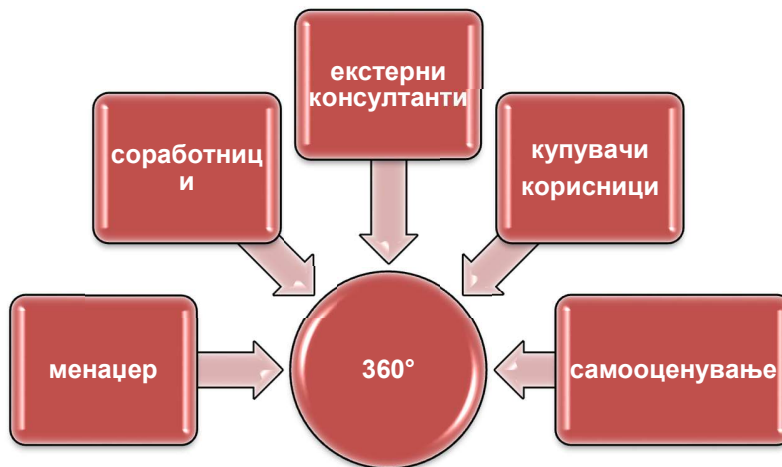 екстерни
консултанти
соработниц
и
купувачи
корисници
менаџер
360°
самооценување